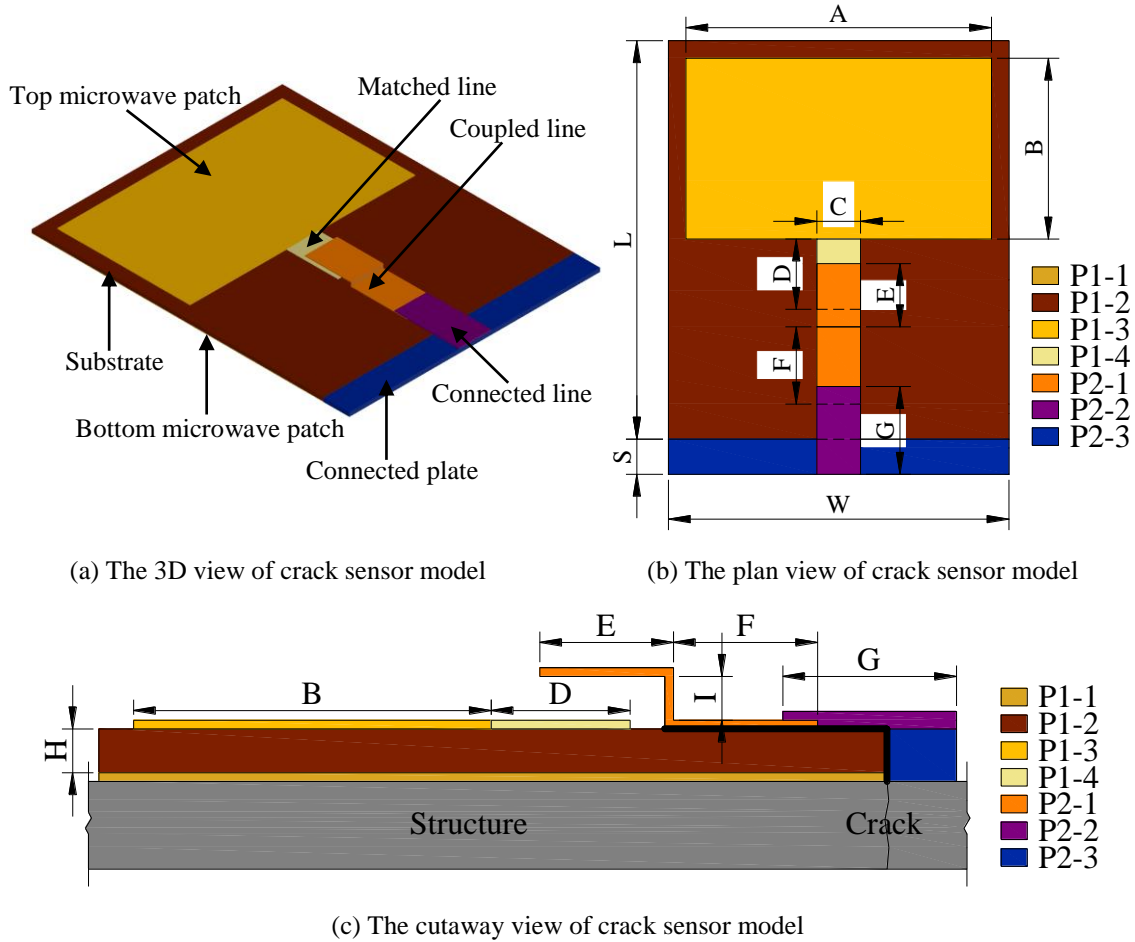 Top microwave patch
Matched line
Coupled line
Substrate
Bottom microwave patch
Connected plate
Connected line
(a) The 3D view of crack sensor model
A
B
C
D
E
F
G
L
S
W
P1-1
P1-2
P1-3
P1-4
P2-1
P2-2
P2-3
(b) The plan view of crack sensor model
E
F
G
B
D
I
H
Structure
Crack
P1-1
P1-2
P1-3
P1-4
P2-1
P2-2
P2-3
(c) The cutaway view of crack sensor model